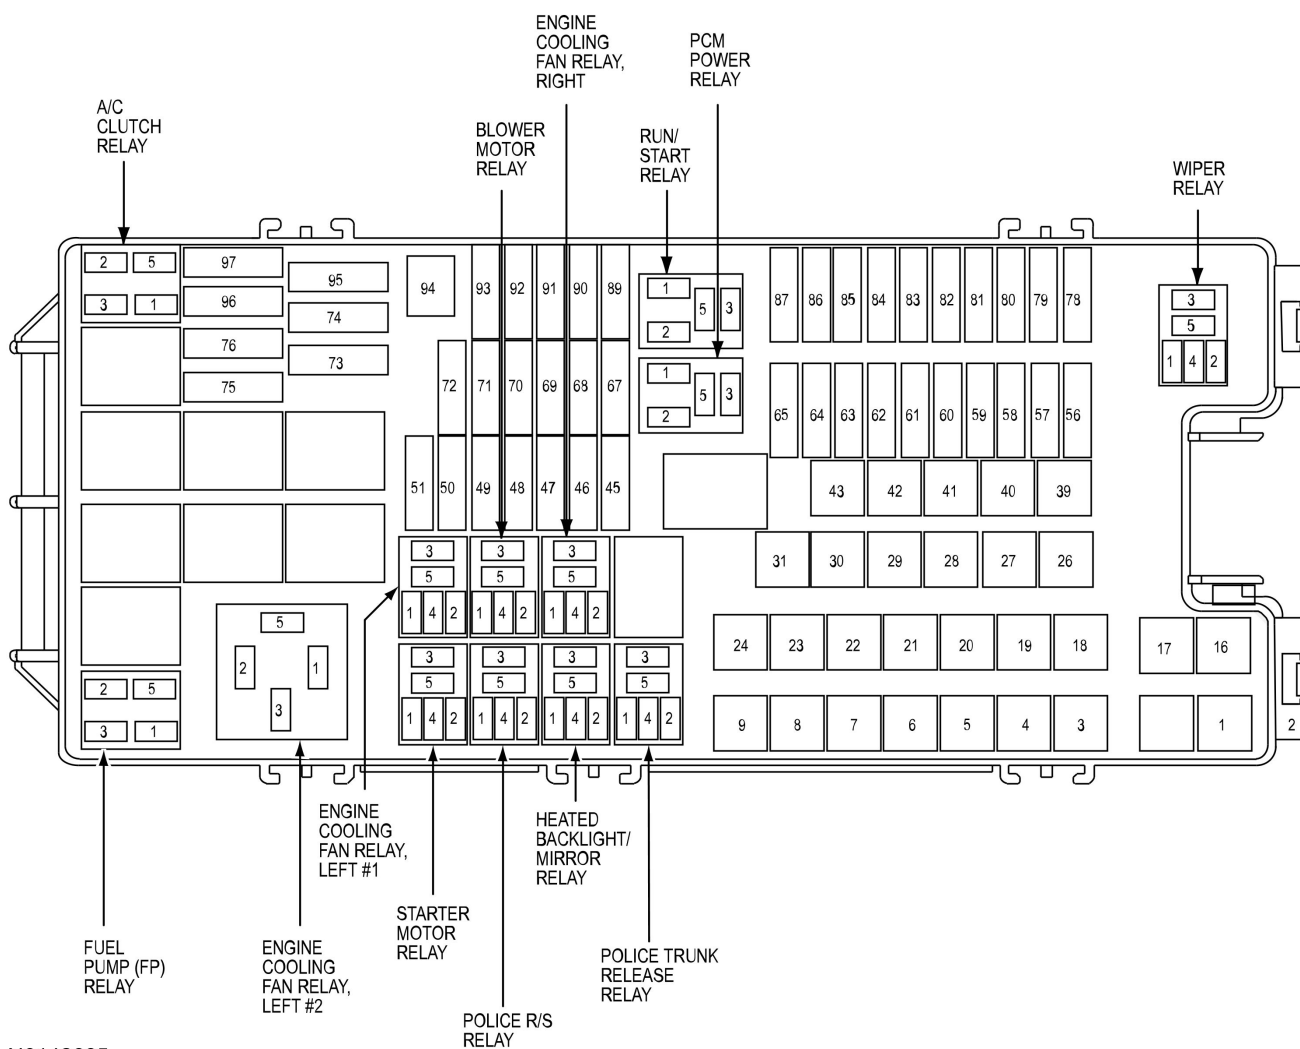 ENGINE
COOLING
FAN RELAY,
RIGHT
PCM
POWER
RELAY
A/C
CLUTCH
RELAY
BLOWER
MOTOR
RELAY
RUN/
START
RELAY
WIPER
RELAY
2 5
3 1
97
96
76
75
95
74
73
94
93 92 91 90 89
72 71 70 69 68 67
51 50 49 48 47 46 45
1
2
5 3
1
2
5 3
87 86 85 84 83 82 81 80 79 78
3
5
1 4 2
65 64 63 62 61 60 59 58 57 56
43 42 41 40 39
31 30 29 28 27 26
3
5
1 4 2
3
5
1 4 2
3
5
1 4 2
5
2 1
3
24 23 22 21 20 19 18
17 16
2 5
3 1
3
5
1 4 2
3
5
1 4 2
3
5
1 4 2
3
5
1 4 2
9 8 7 6 5 4 3
1 2
ENGINE
COOLING
FAN RELAY,
LEFT #1
HEATED
BACKLIGHT/
MIRROR
RELAY
STARTER
MOTOR
RELAY
FUEL
PUMP (FP)
RELAY
ENGINE
COOLING
FAN RELAY,
LEFT #2
POLICE TRUNK
RELEASE
RELAY
POLICE R/S
RELAY